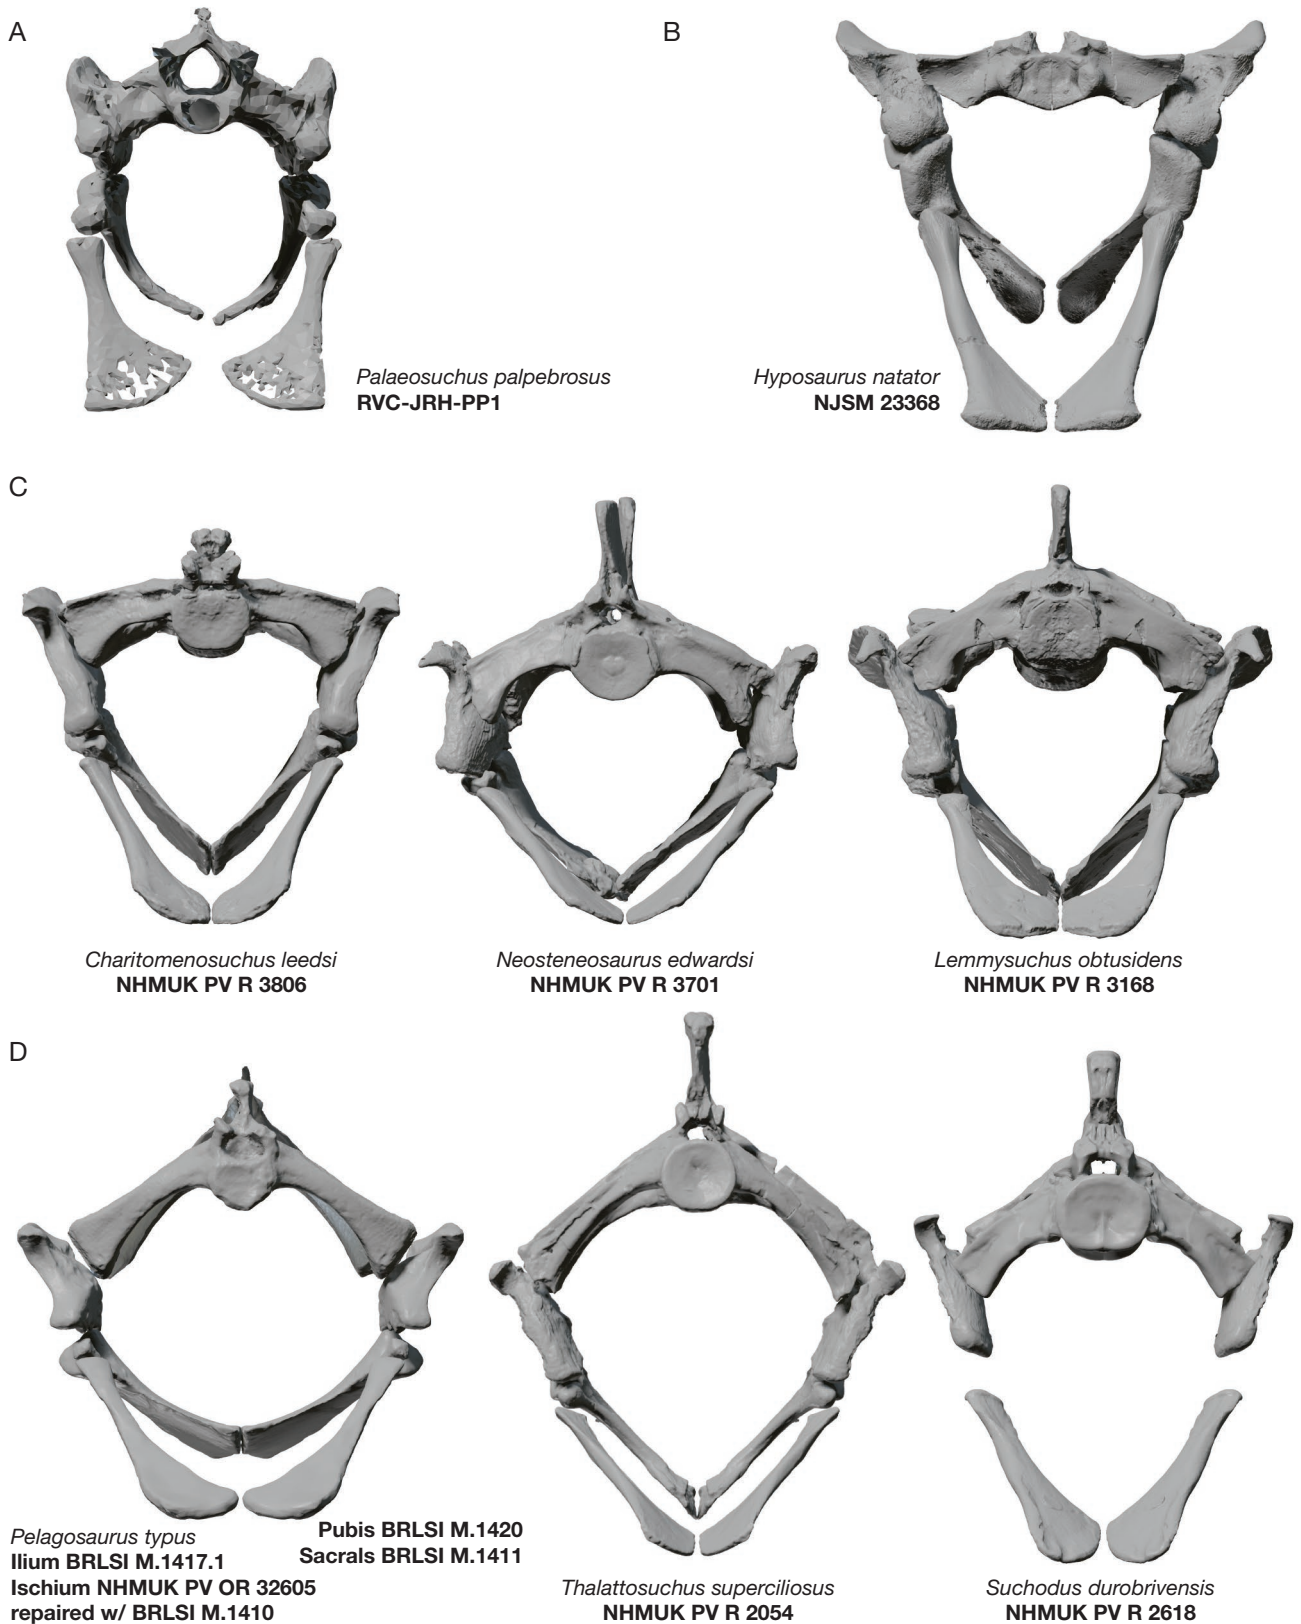 A
B
Palaeosuchus palpebrosus
RVC-JRH-PP1
Hyposaurus natator
NJSM 23368
C
Charitomenosuchus leedsi
NHMUK PV R 3806
Neosteneosaurus edwardsi
NHMUK PV R 3701
Lemmysuchus obtusidens
NHMUK PV R 3168
D
Pelagosaurus typus
Ilium BRLSI M.1417.1
Ischium NHMUK PV OR 32605
repaired w/ BRLSI M.1410
Pubis BRLSI M.1420
Sacrals BRLSI M.1411
Thalattosuchus superciliosus
NHMUK PV R 2054
Suchodus durobrivensis
NHMUK PV R 2618